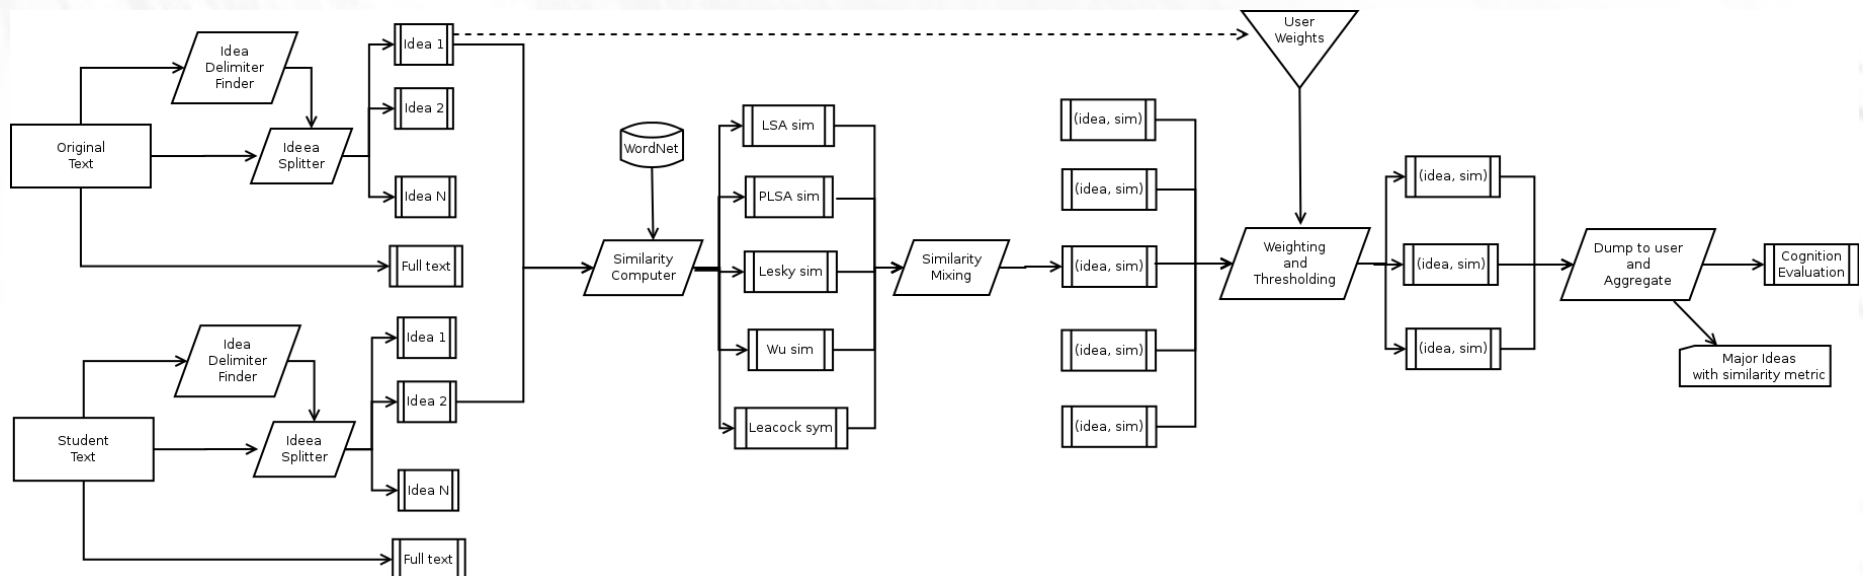 Idea
Delimiter
Finder
Original
Text
Ideea
Splitter
Idea 1
Idea 2
Idea N
Full text
Idea
Delimiter
Finder
Student
Text
Ideea
Splitter
Idea 1
Idea 2
Idea N
Full text
WordNet
Similarity
Computer
LSA sim
PLSA sim
Lesky sim
Wu sim
Leacock sym
Similarity
Mixing
(idea, sim)
(idea, sim)
(idea, sim)
(idea, sim)
(idea, sim)
User
Weights
Weighting
and
Thresholding
(idea, sim)
(idea, sim)
(idea, sim)
Dump to user
and
Aggregate
Cognition
Evaluation
Major Ideas
with similarity metric